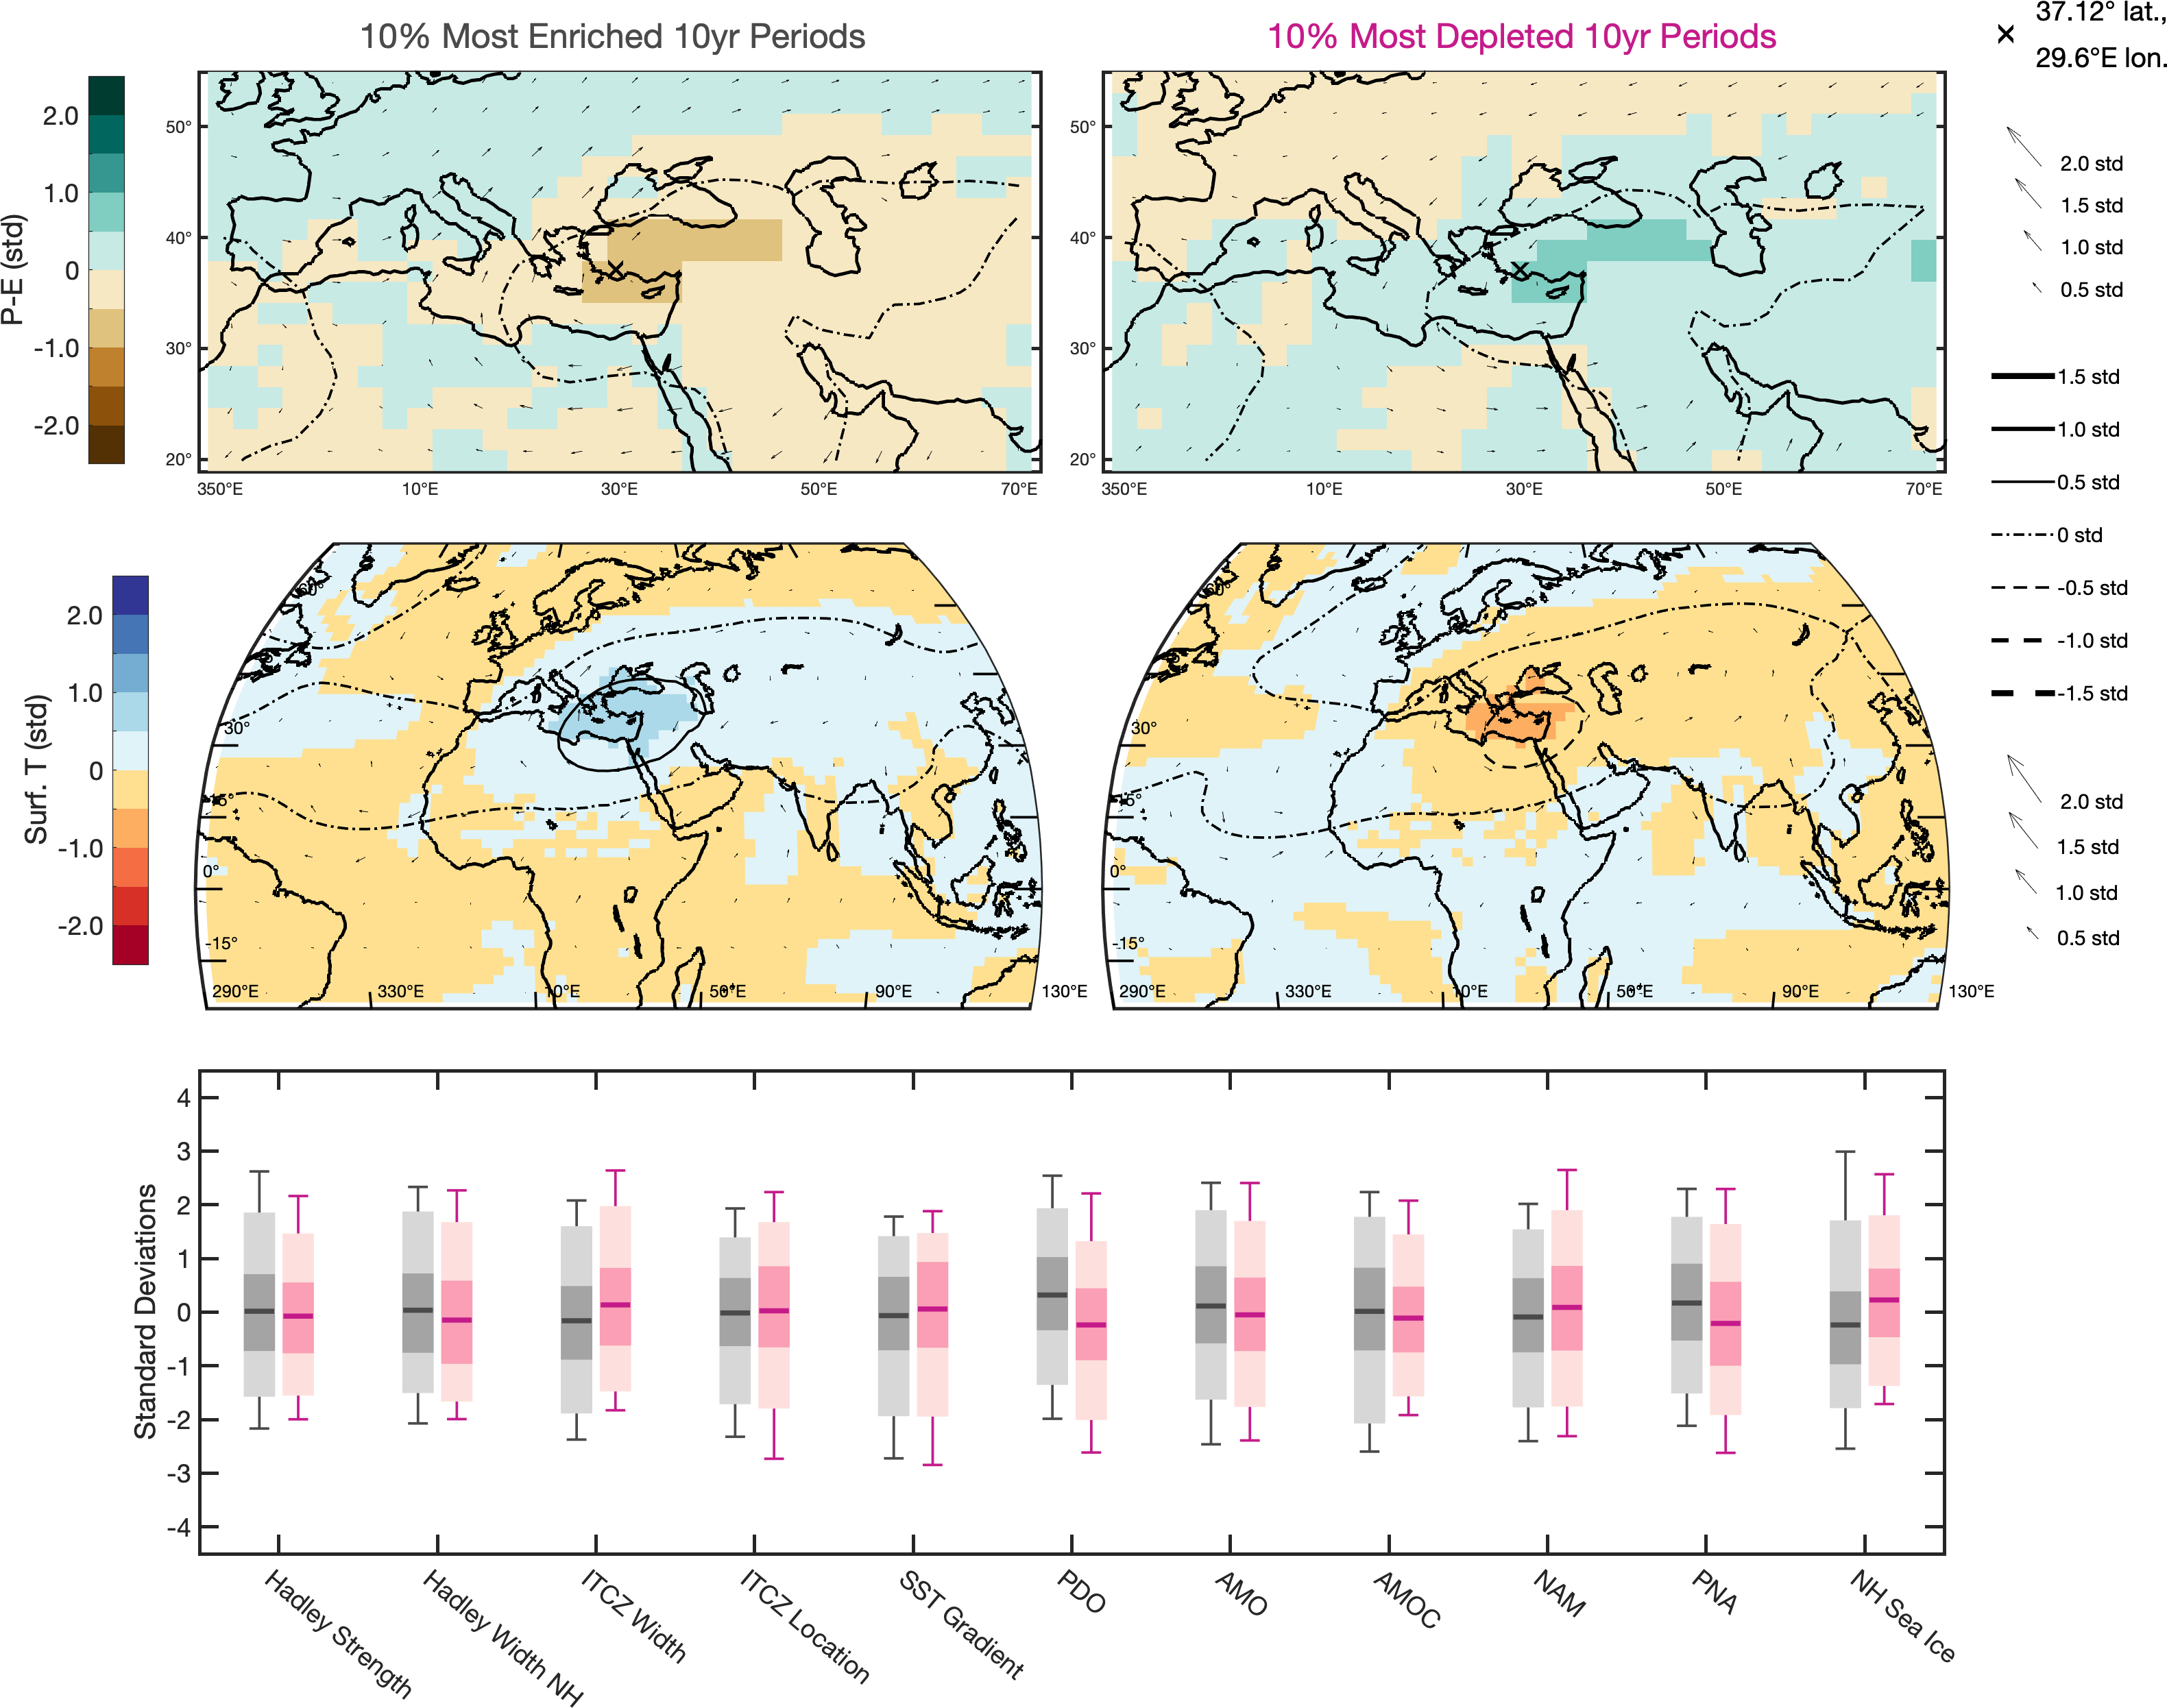 10% Most Enriched 10yr Periods
10% Most Depleted 10yr Periods
37.12° lat.,
29.6°E lon.
P-E (std)
2.0
1.0
0
-1.0
-2.0
50°
40°
30°
20°
350°E 10°E 30°E 50°E 70°E
50°
40°
30°
20°
350°E 10°E 30°E 50°E 70°E
2.0 std
1.5 std
1.0 std
0.5 std
1.5 std
1.0 std
0.5 std
0 std
-0.5 std
-1.0 std
-1.5 std
2.0 std
1.5 std
1.0 std
0.5 std
Surf. T (std)
2.0
1.0
0
-1.0
-2.0
60°
30°
15°
0°
-15°
290°E 330°E 10°E 50°E 90°E 130°E
60°
30°
15°
0°
-15°
290°E 330°E 10°E 50°E 90°E 130°E
Standard Deviations
4
3
2
1
0
-1
-2
-3
-4
Hadley Strength
Hadley Width NH
ITCZ Width
ITCZ Location
SST Gradient
PDO
AMO
AMOC
NAM
PNA
NH Sea Ice